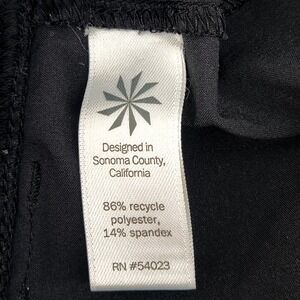 Designed in
Sonoma County,
California
86% recycle
polyester,
14% spandex
RN #54023